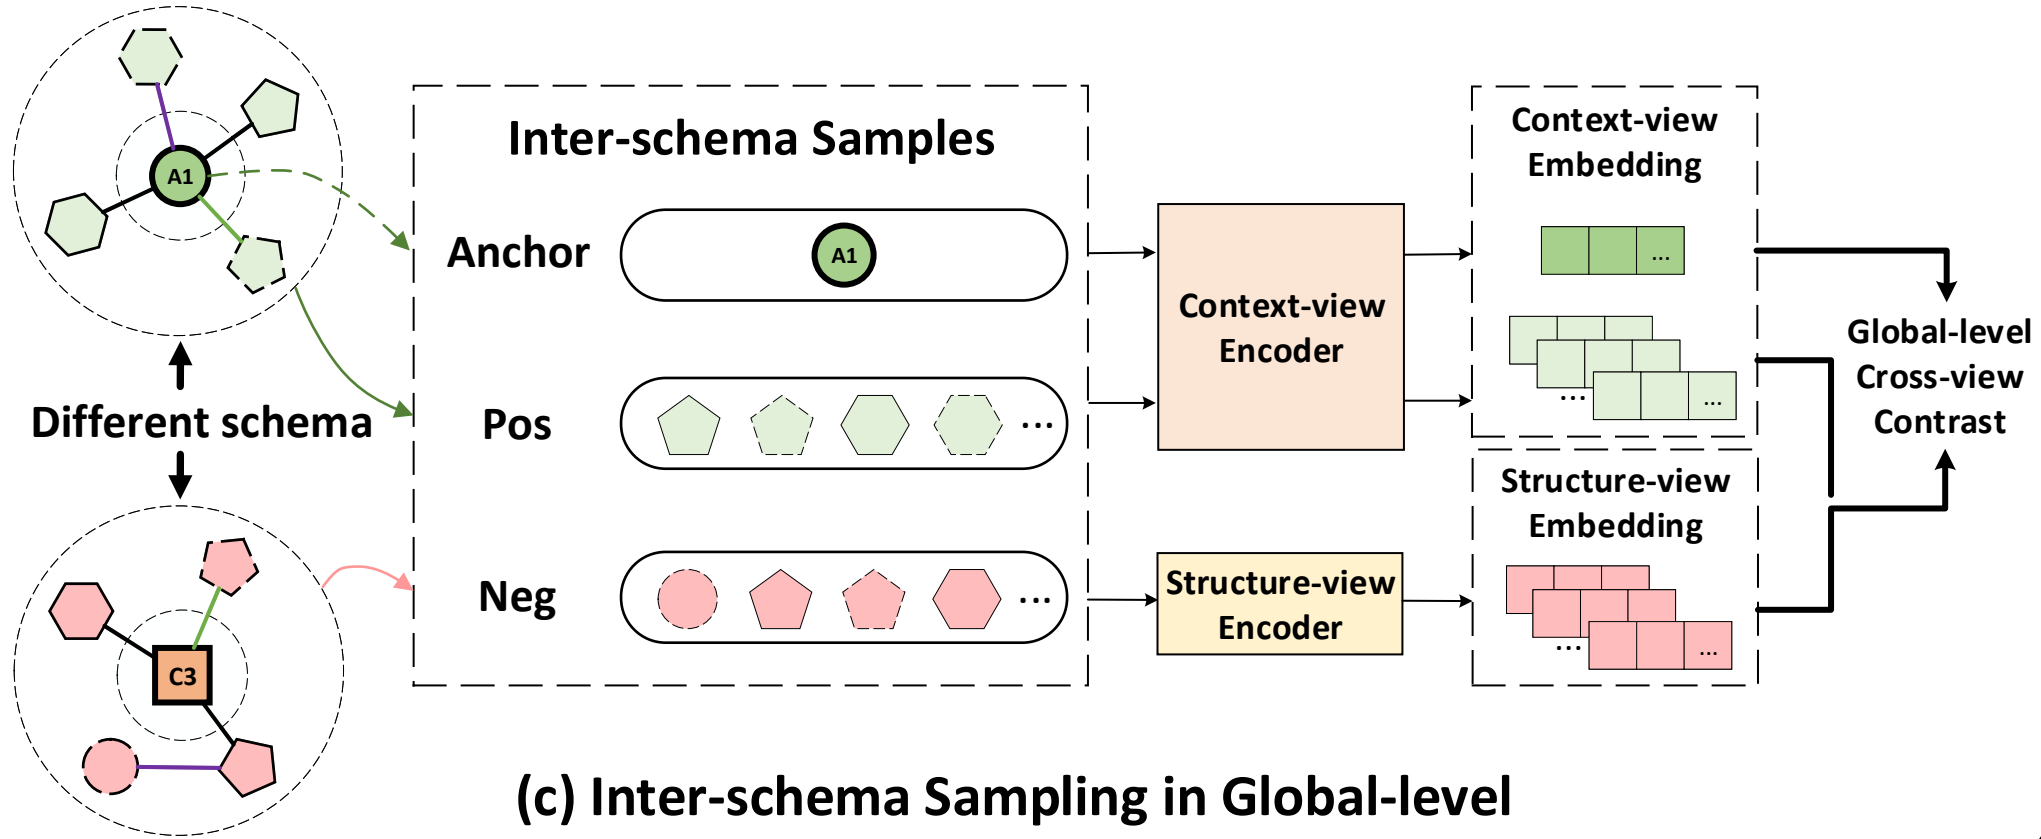 A1
Different schema
C3
Inter-schema Samples
Anchor
A1
Pos
...
Neg
...
Context-view
Encoder
Structure-view
Encoder
Context-view
Embedding
...
...
...
Structure-view
Embedding
...
...
Global-level
Cross-view
Contrast
(c) Inter-schema Sampling in Global-level